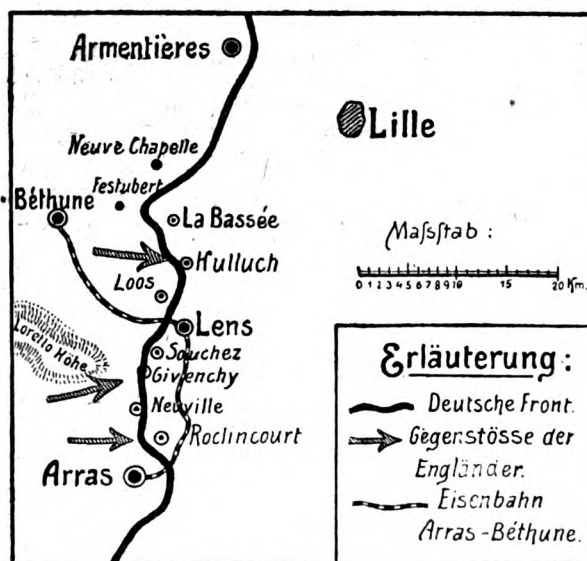 Armentières
Lille
Neuve Chapelle
Festubert
Béthune
La Bassée
Maſsſtab :
Hulluch
Loos
0 1 2 3 4 5 6 7 8 9 10 15 20 Km.
Lens
Loretto Höhe
Souchez
Givenchy
Neuville
Roclincourt
Arras
Erläuterung :
Deutsche Front.
Gegenstösse der
Engländer.
Eisenbahn
Arras-Béthune.